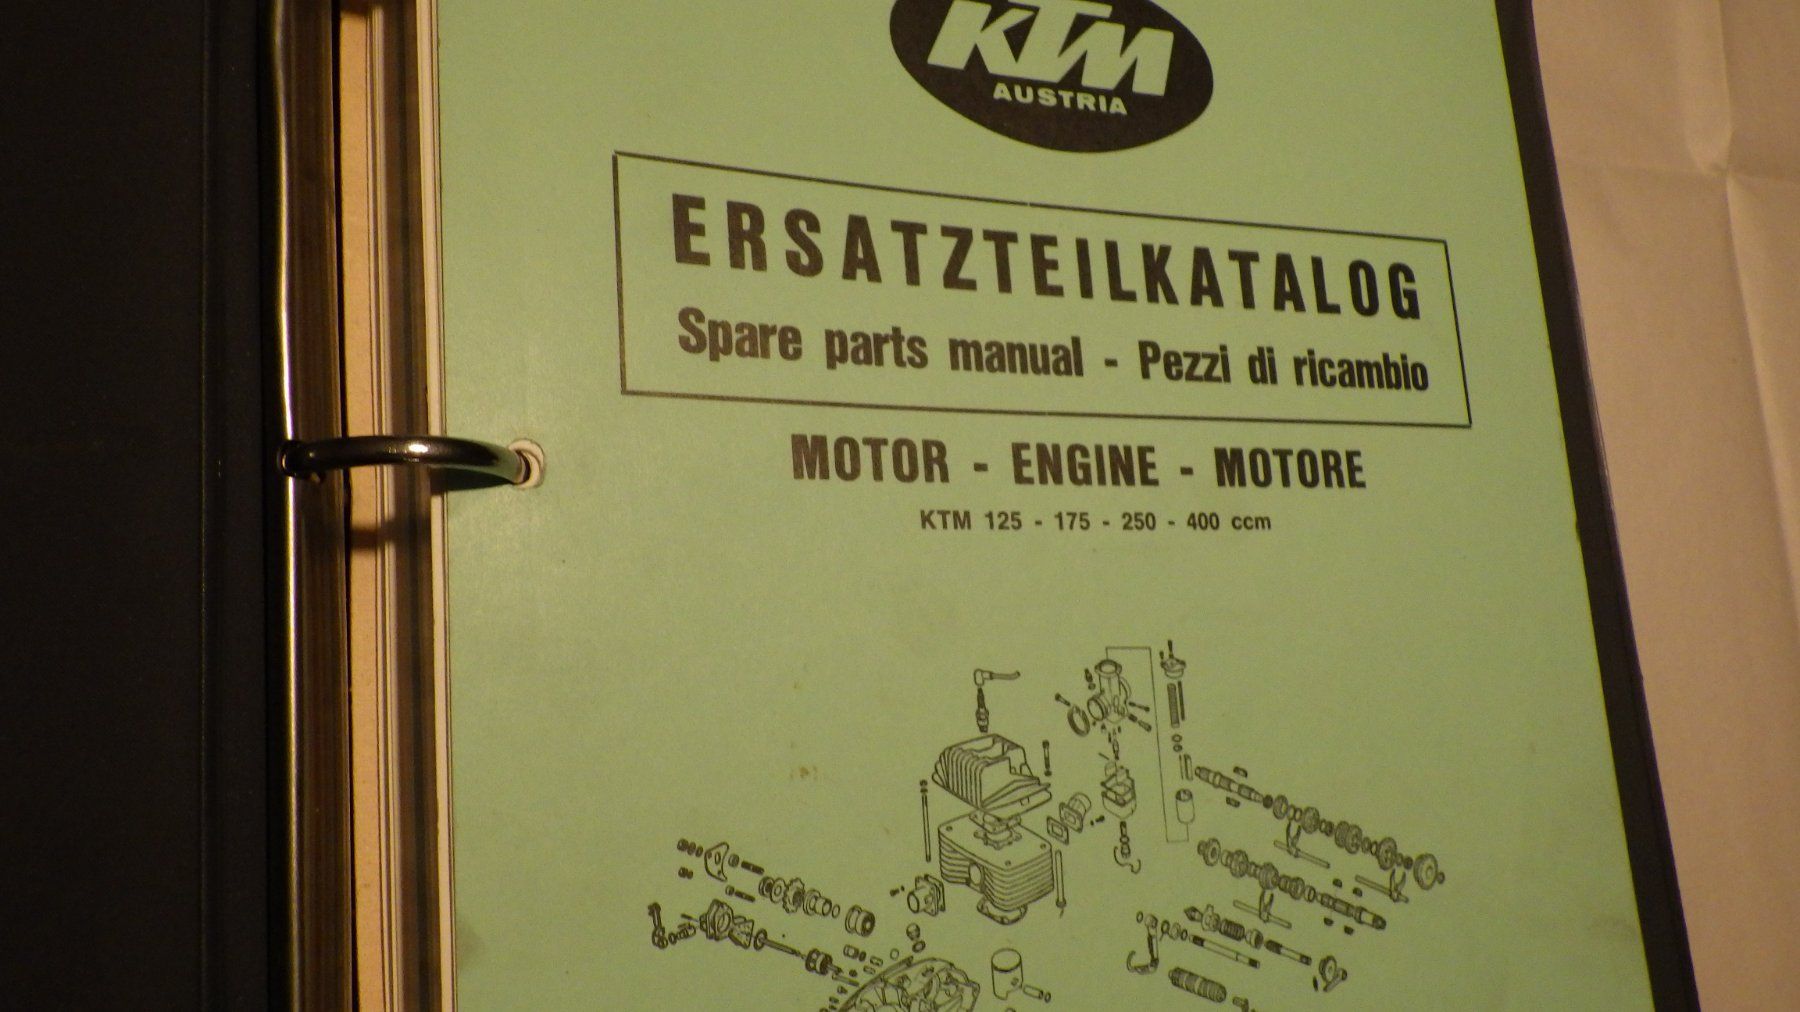 KTM
AUSTRIA
ERSATZTEILKATALOG
Spare parts manual - Pezzi di ricambio
MOTOR - ENGINE - MOTORE
KTM 125 - 175 - 250 - 400 ccm